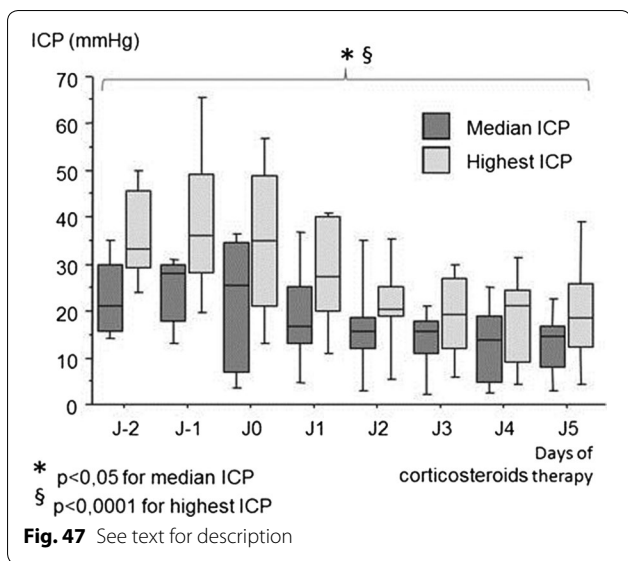 ICP (mmHg)
* §
70
60
50
40
30
20
10
0
Median ICP
Highest ICP
J-2 J-1 J0 J1 J2 J3 J4 J5
Days of
corticosteroids therapy
* p<0,05 for median ICP
§ p<0,0001 for highest ICP
Fig. 47 See text for description